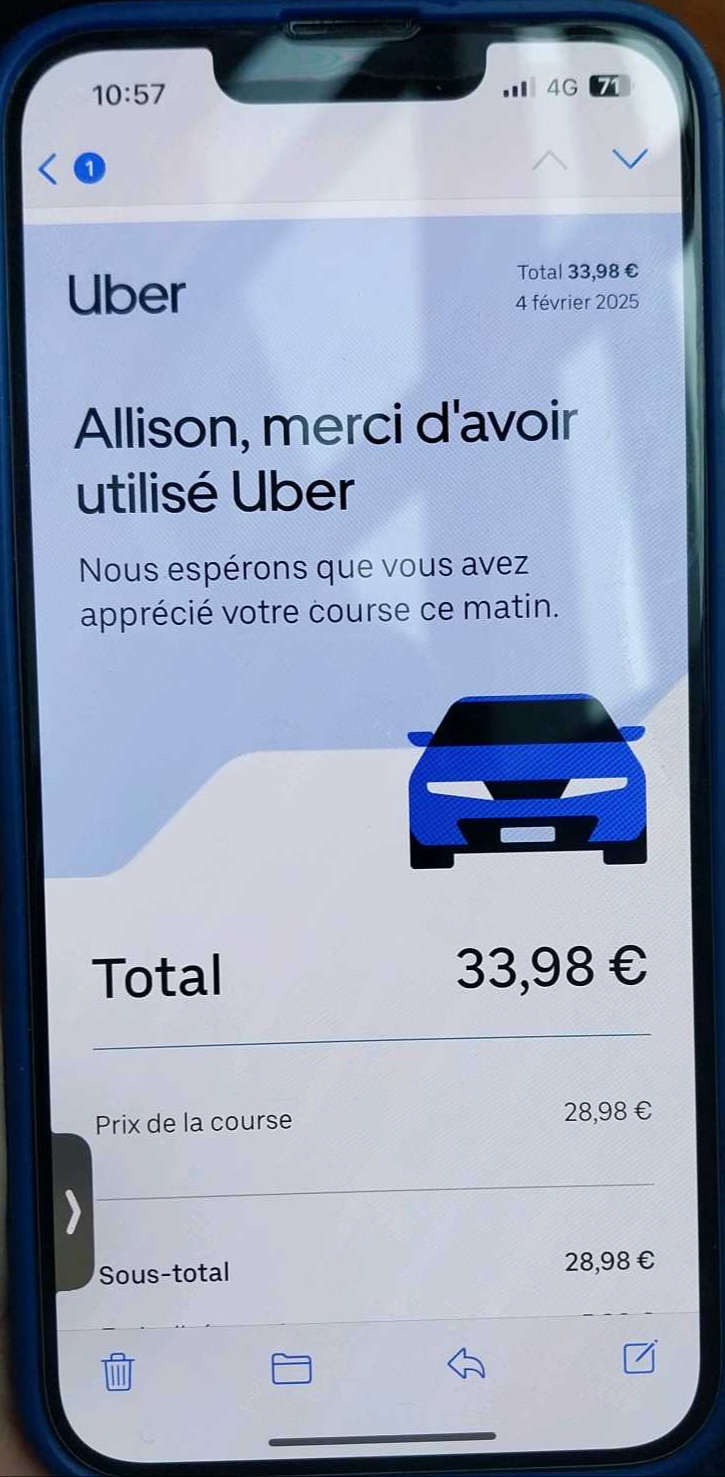 10:57
4G 71
1
Uber
Total 33,98 €
4 février 2025
Allison, merci d'avoir
utilisé Uber
Nous espérons que vous avez
apprécié votre course ce matin.
Total 33,98 €
Prix de la course 28,98 €
Sous-total 28,98 €